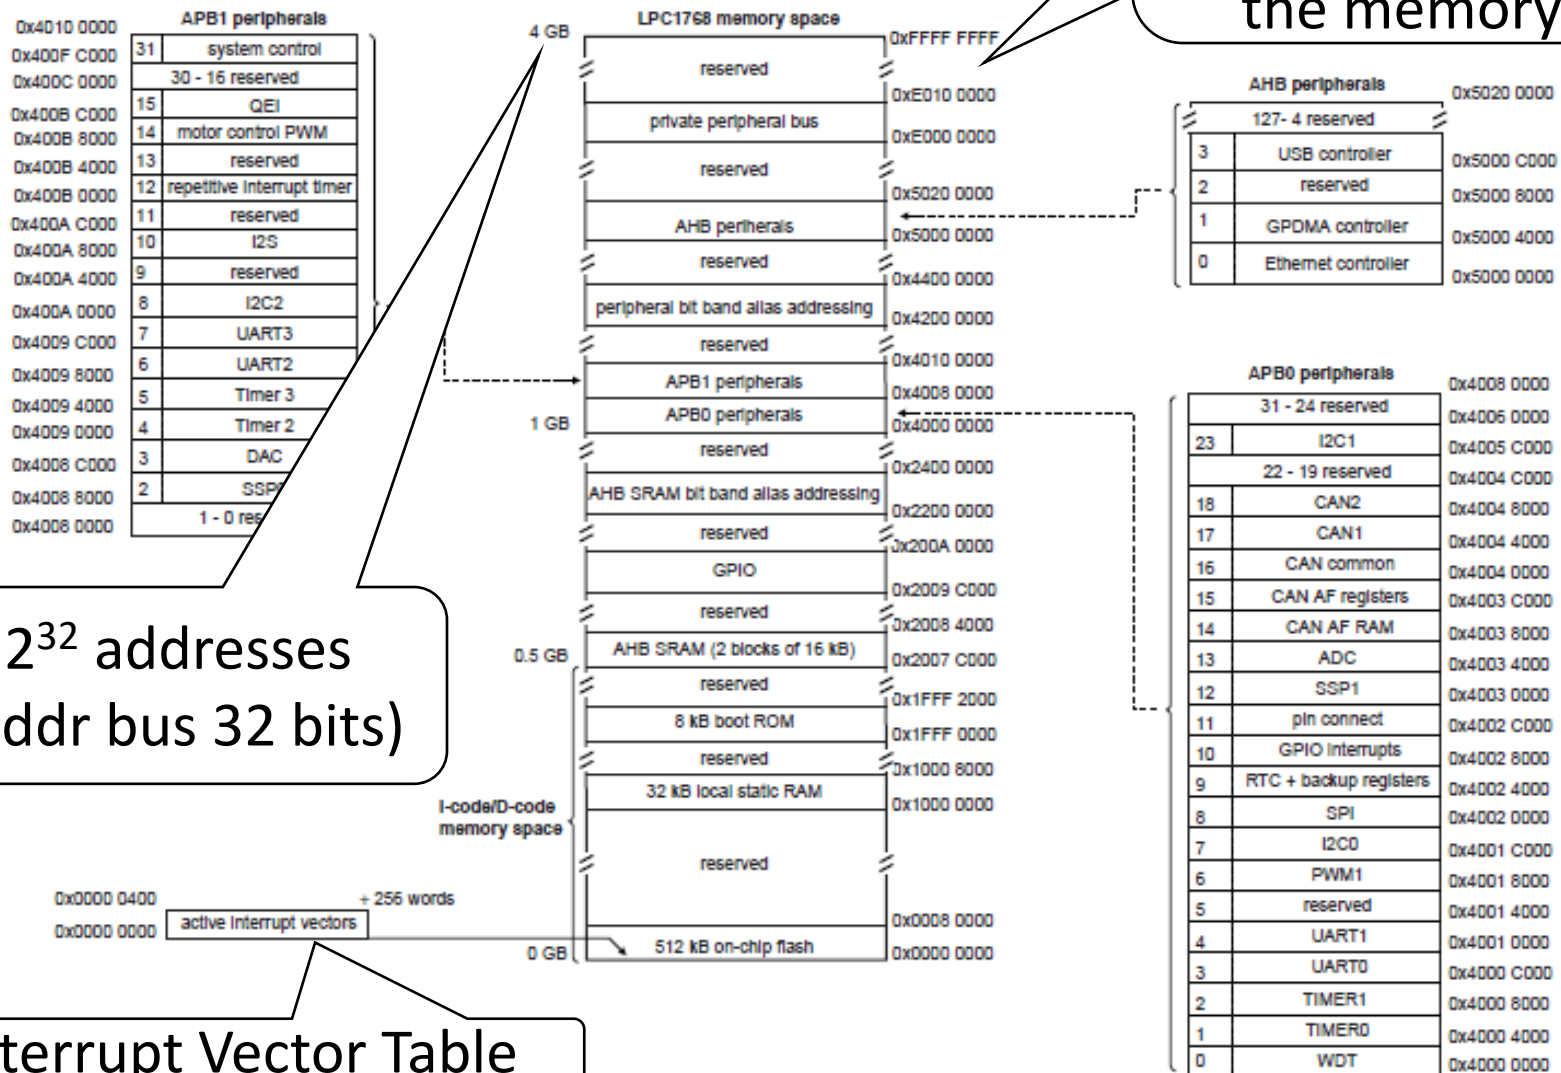 the memory
APB1 peripherals
0x4010 0000
31 system control
0x400F C000
30 - 16 reserved
0x400C 0000
15 QEI
0x400B C000
14 motor control PWM
0x400B 8000
13 reserved
0x400B 4000
12 repetitive interrupt timer
0x400B 0000
11 reserved
0x400A C000
10 I2S
0x400A 8000
9 reserved
0x400A 4000
8 I2C2
0x400A 0000
7 UART3
0x4009 C000
6 UART2
0x4009 8000
5 Timer 3
0x4009 4000
4 Timer 2
0x4009 0000
3 DAC
0x4008 C000
2
0x4008 8000
1 - 0
0x4008 0000
2³² addresses
ddr bus 32 bits)
LPC1768 memory space
4 GB
0xFFFF FFFF
reserved
0xE010 0000
private peripheral bus
0xE000 0000
reserved
0x5020 0000
AHB periherals
0x5000 0000
reserved
0x4400 0000
peripheral bit band alias addressing
0x4200 0000
reserved
0x4010 0000
APB1 peripherals
0x4008 0000
APB0 peripherals
1 GB
0x4000 0000
reserved
0x2400 0000
AHB SRAM bit band alias addressing
0x2200 0000
reserved
0x200A 0000
GPIO
0x2009 C000
reserved
0x2008 4000
AHB SRAM (2 blocks of 16 kB)
0.5 GB
0x2007 C000
reserved
0x1FFF 2000
8 kB boot ROM
0x1FFF 0000
reserved
0x1000 8000
32 kB local static RAM
0x1000 0000
I-code/D-code
memory space
reserved
0x0008 0000
512 kB on-chip flash
0 GB
0x0000 0000
0x0000 0400
+ 256 words
active interrupt vectors
0x0000 0000
terrupt Vector Table
AHB peripherals
0x5020 0000
127- 4 reserved
3 USB controller
0x5000 C000
2 reserved
0x5000 8000
1 GPDMA controller
0x5000 4000
0 Ethernet controller
0x5000 0000
APB0 peripherals
0x4008 0000
31 - 24 reserved
0x4006 0000
23 I2C1
0x4005 C000
22 - 19 reserved
0x4004 C000
18 CAN2
0x4004 8000
17 CAN1
0x4004 4000
16 CAN common
0x4004 0000
15 CAN AF registers
0x4003 C000
14 CAN AF RAM
0x4003 8000
13 ADC
0x4003 4000
12 SSP1
0x4003 0000
11 pin connect
0x4002 C000
10 GPIO interrupts
0x4002 8000
9 RTC + backup registers
0x4002 4000
8 SPI
0x4002 0000
7 I2C0
0x4001 C000
6 PWM1
0x4001 8000
5 reserved
0x4001 4000
4 UART1
0x4001 0000
3 UART0
0x4000 C000
2 TIMER1
0x4000 8000
1 TIMER0
0x4000 4000
0 WDT
0x4000 0000